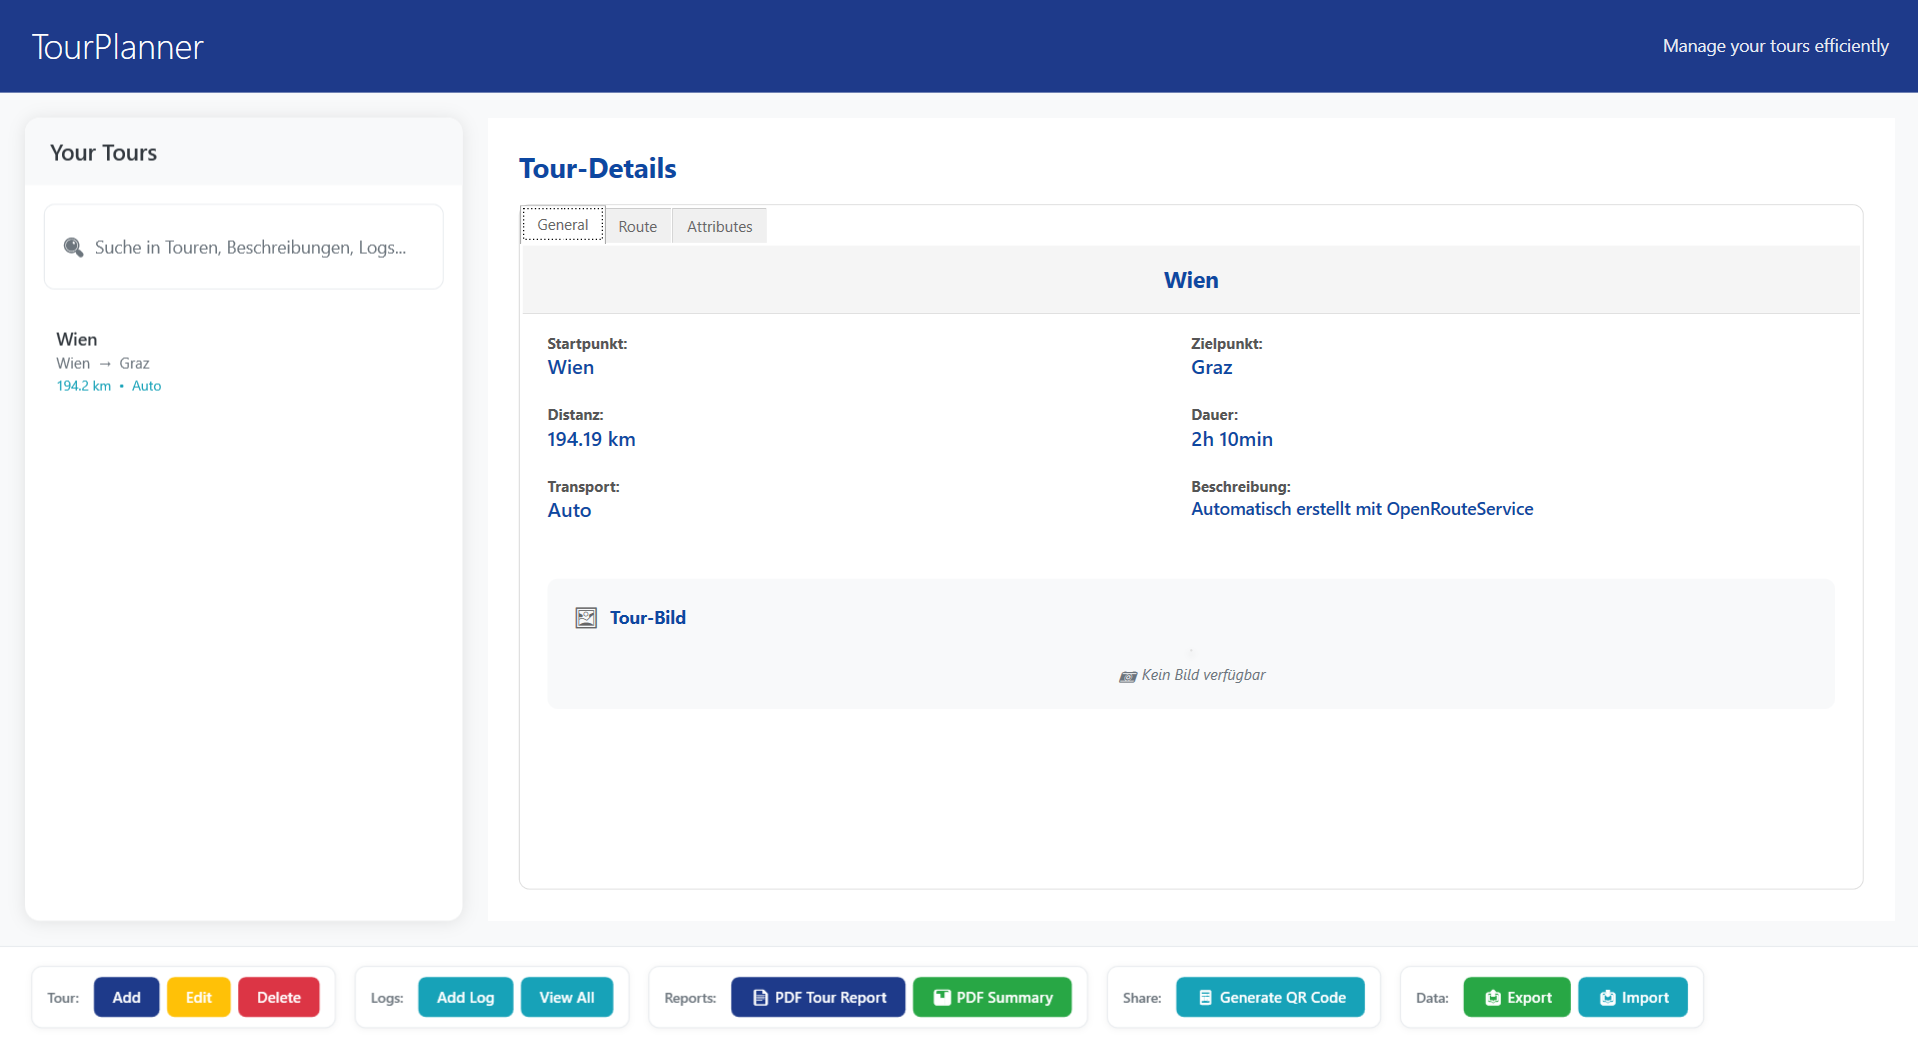 TourPlanner
Manage your tours efficiently
Your Tours
Suche in Touren, Beschreibungen, Logs...
Wien
Wien → Graz
194.2 km • Auto
Tour-Details
General Route Attributes
Wien
Startpunkt:
Wien
Zielpunkt:
Graz
Distanz:
194.19 km
Dauer:
2h 10min
Transport:
Auto
Beschreibung:
Automatisch erstellt mit OpenRouteService
Tour-Bild
Kein Bild verfügbar
Tour: Add Edit Delete
Logs: Add Log View All
Reports: PDF Tour Report PDF Summary
Share: Generate QR Code
Data: Export Import